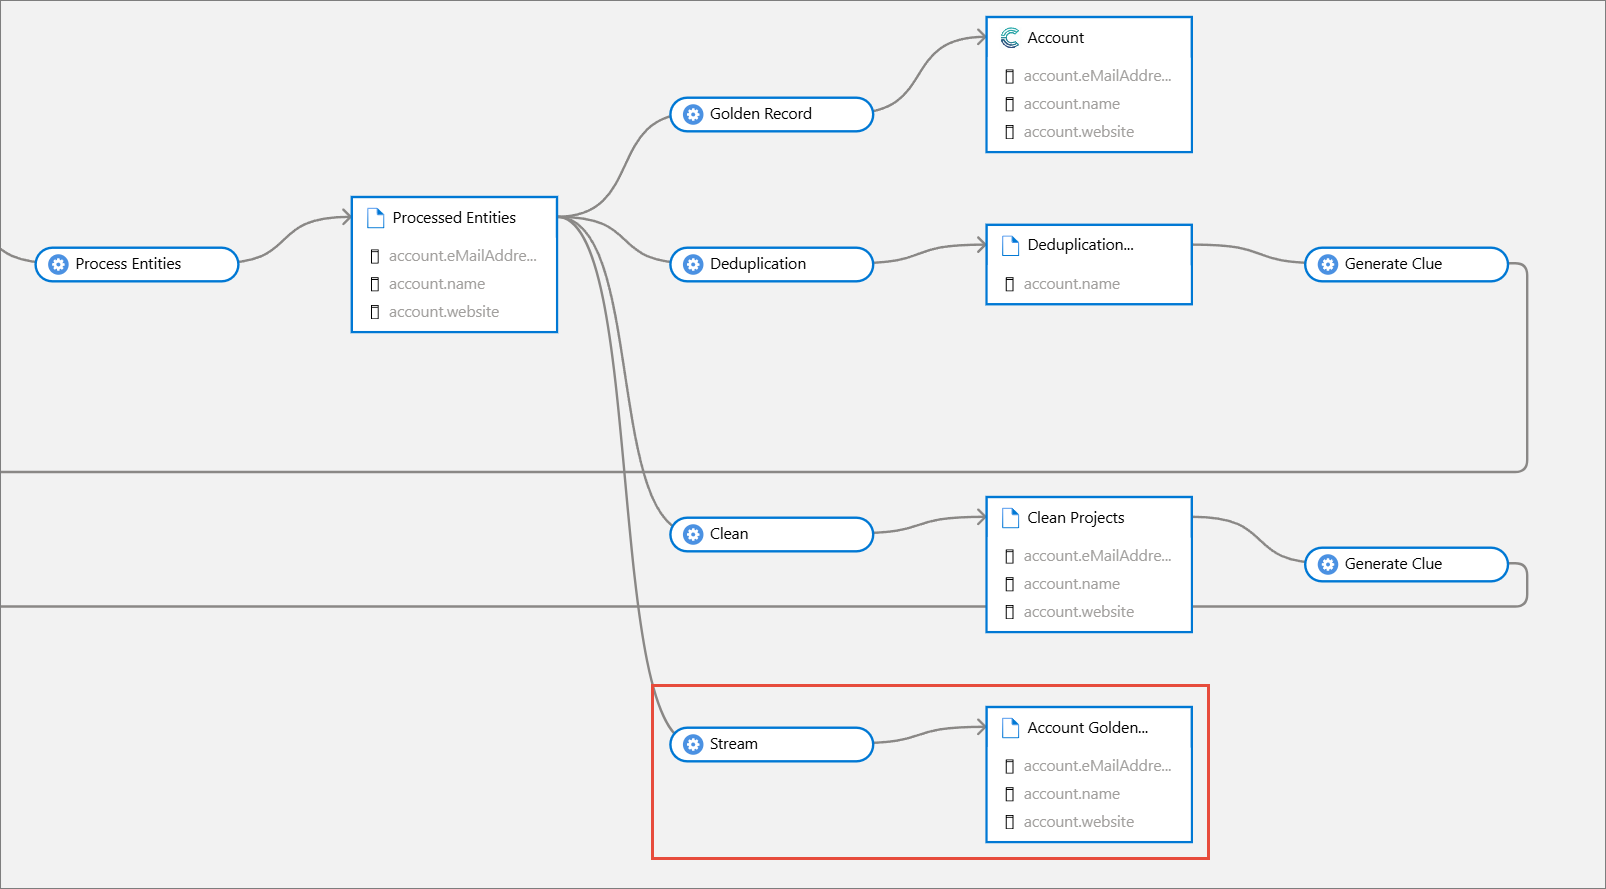 Process Entities
Processed Entities
account.eMailAddre...
account.name
account.website
Golden Record
Account
account.eMailAddre...
account.name
account.website
Deduplication
Deduplication...
account.name
Generate Clue
Clean
Clean Projects
account.eMailAddre...
account.name
account.website
Generate Clue
Stream
Account Golden...
account.eMailAddre...
account.name
account.website